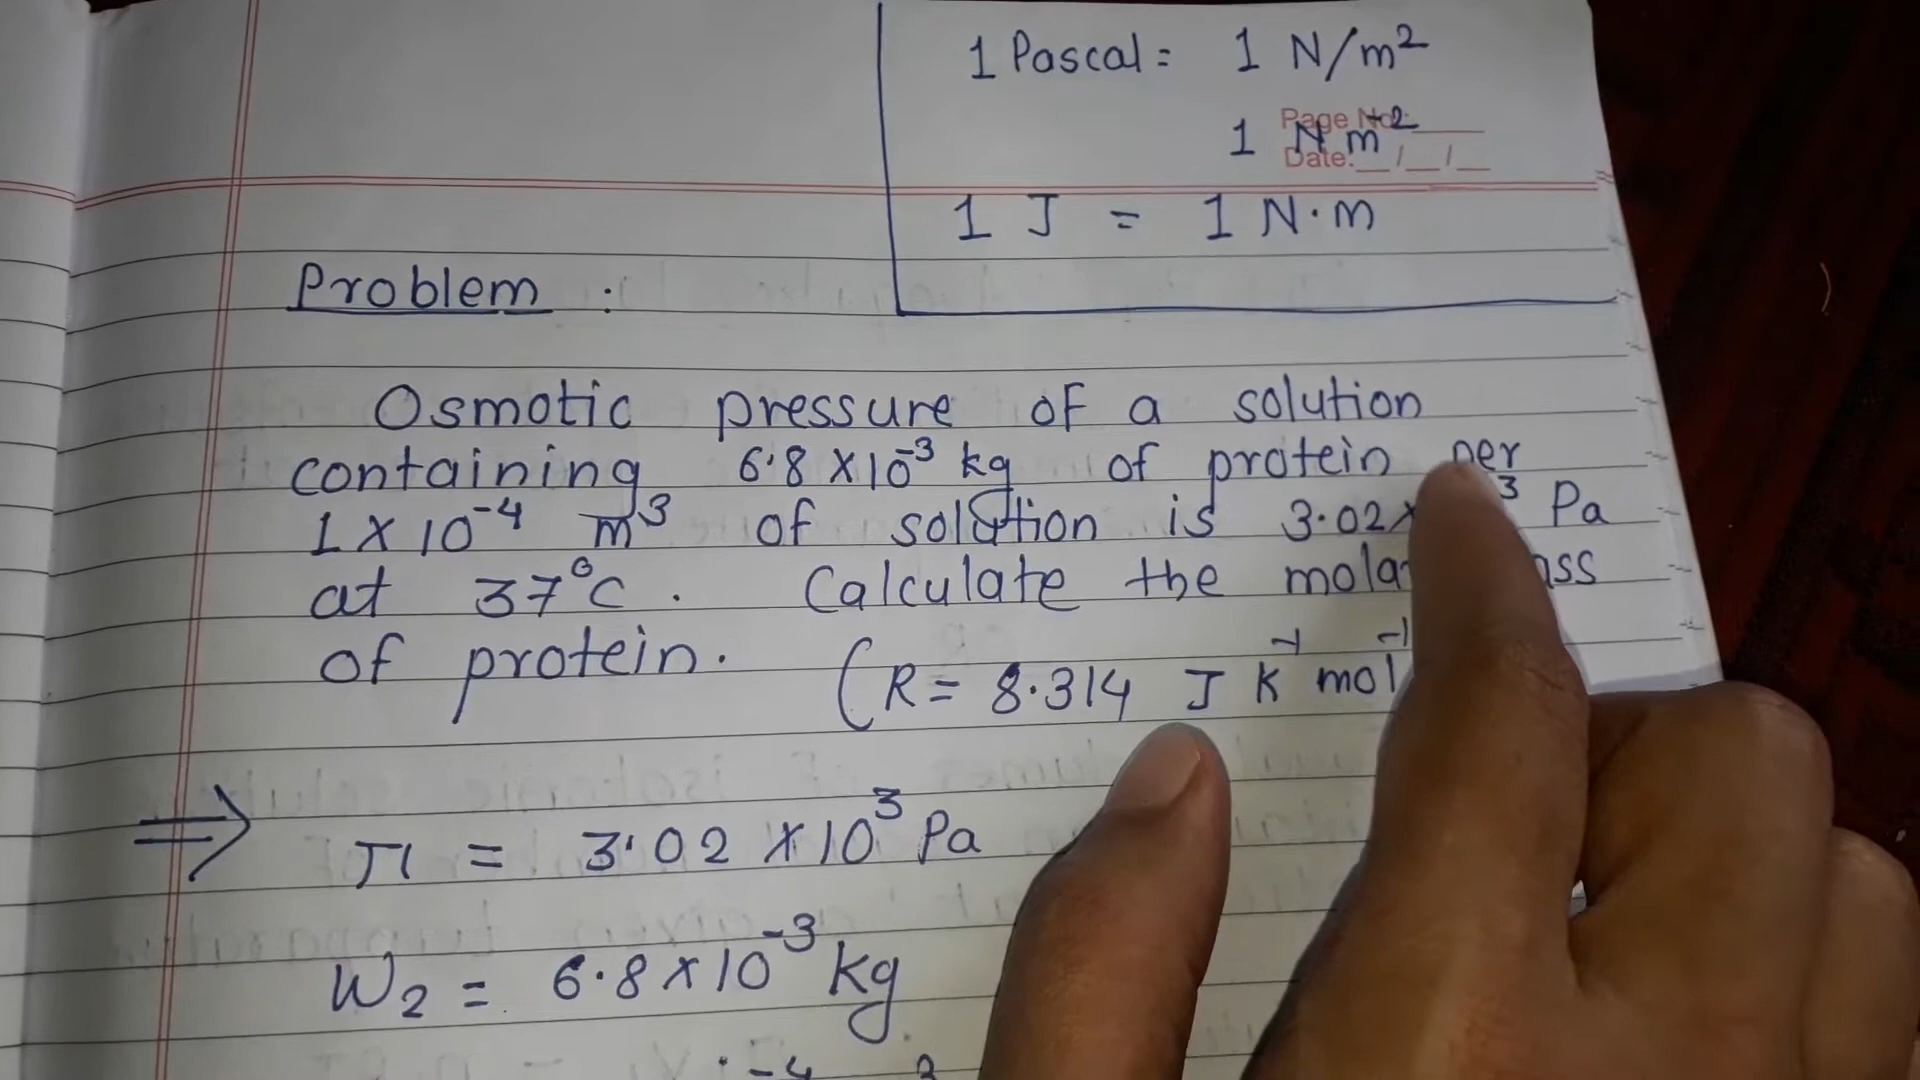 1 Pascal = 1 N/m²
Page No:
1 N m⁻²
Date: / /
1 J = 1 N·m
Problem :
Osmotic pressure of a solution
containing 6.8 X 10⁻³ kg of protein per
1 X 10⁻⁴ m³ of solution is 3.02 x ³ Pa
at 37°C. Calculate the molar
of protein. (R = 8.314 J K⁻¹ mol⁻¹
⇒ π = 3.02 X 10³ Pa
W₂ = 6.8 x 10⁻³ kg